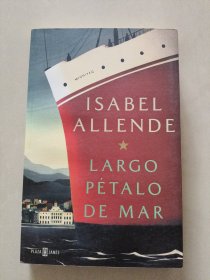 ISABEL
ALLENDE
LARGO
PÉTALO
DE MAR
PLAZA JANÉS